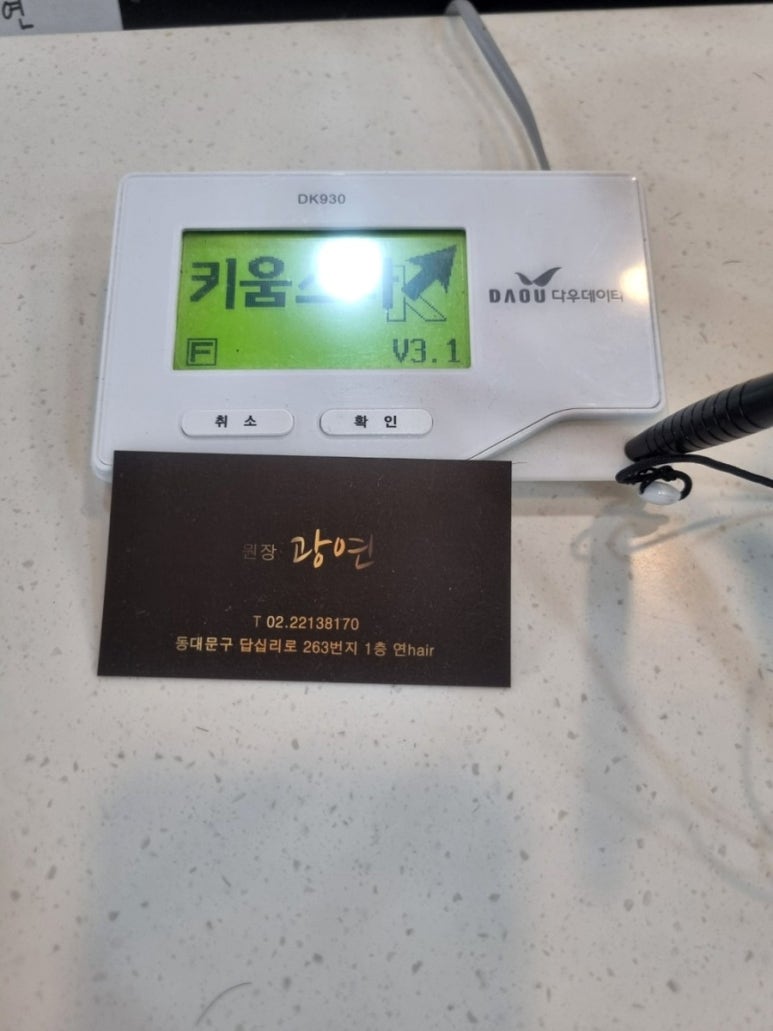 연
DK930
키움
K
F
V3.1
DAOU 다우데이타
취 소
확 인
원장 광연
T 02.22138170
동대문구 답십리로 263번지 1층 연hair